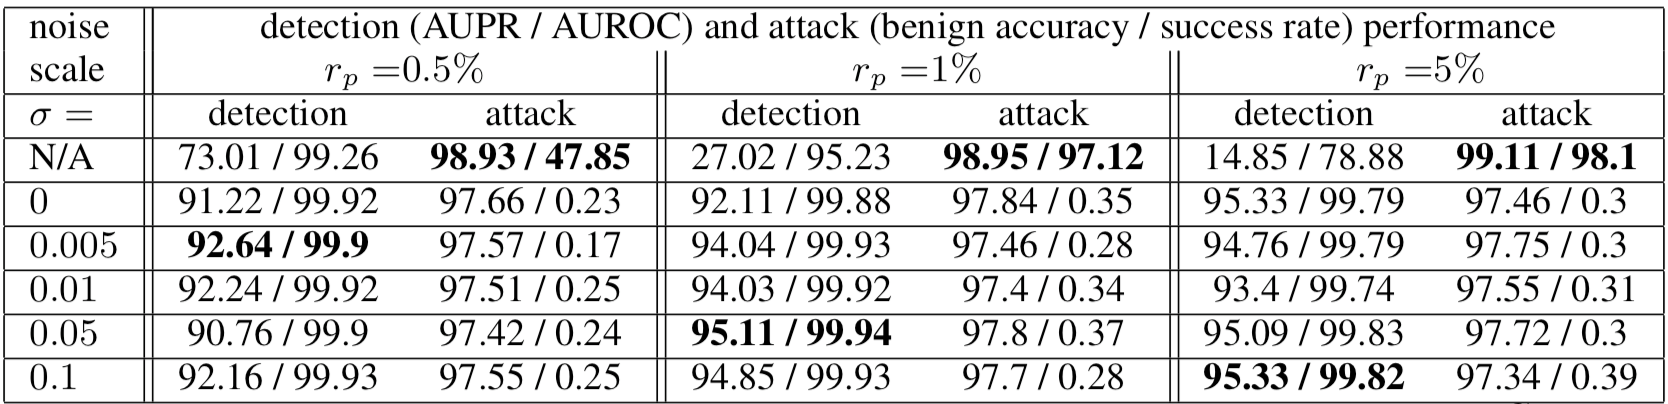 noise detection (AUPR / AUROC) and attack (benign accuracy / success rate) performance
scale r_p =0.5% r_p =1% r_p =5%
σ = detection attack detection attack detection attack
N/A 73.01 / 99.26 98.93 / 47.85 27.02 / 95.23 98.95 / 97.12 14.85 / 78.88 99.11 / 98.1
0 91.22 / 99.92 97.66 / 0.23 92.11 / 99.88 97.84 / 0.35 95.33 / 99.79 97.46 / 0.3
0.005 92.64 / 99.9 97.57 / 0.17 94.04 / 99.93 97.46 / 0.28 94.76 / 99.79 97.75 / 0.3
0.01 92.24 / 99.92 97.51 / 0.25 94.03 / 99.92 97.4 / 0.34 93.4 / 99.74 97.55 / 0.31
0.05 90.76 / 99.9 97.42 / 0.24 95.11 / 99.94 97.8 / 0.37 95.09 / 99.83 97.72 / 0.3
0.1 92.16 / 99.93 97.55 / 0.25 94.85 / 99.93 97.7 / 0.28 95.33 / 99.82 97.34 / 0.39